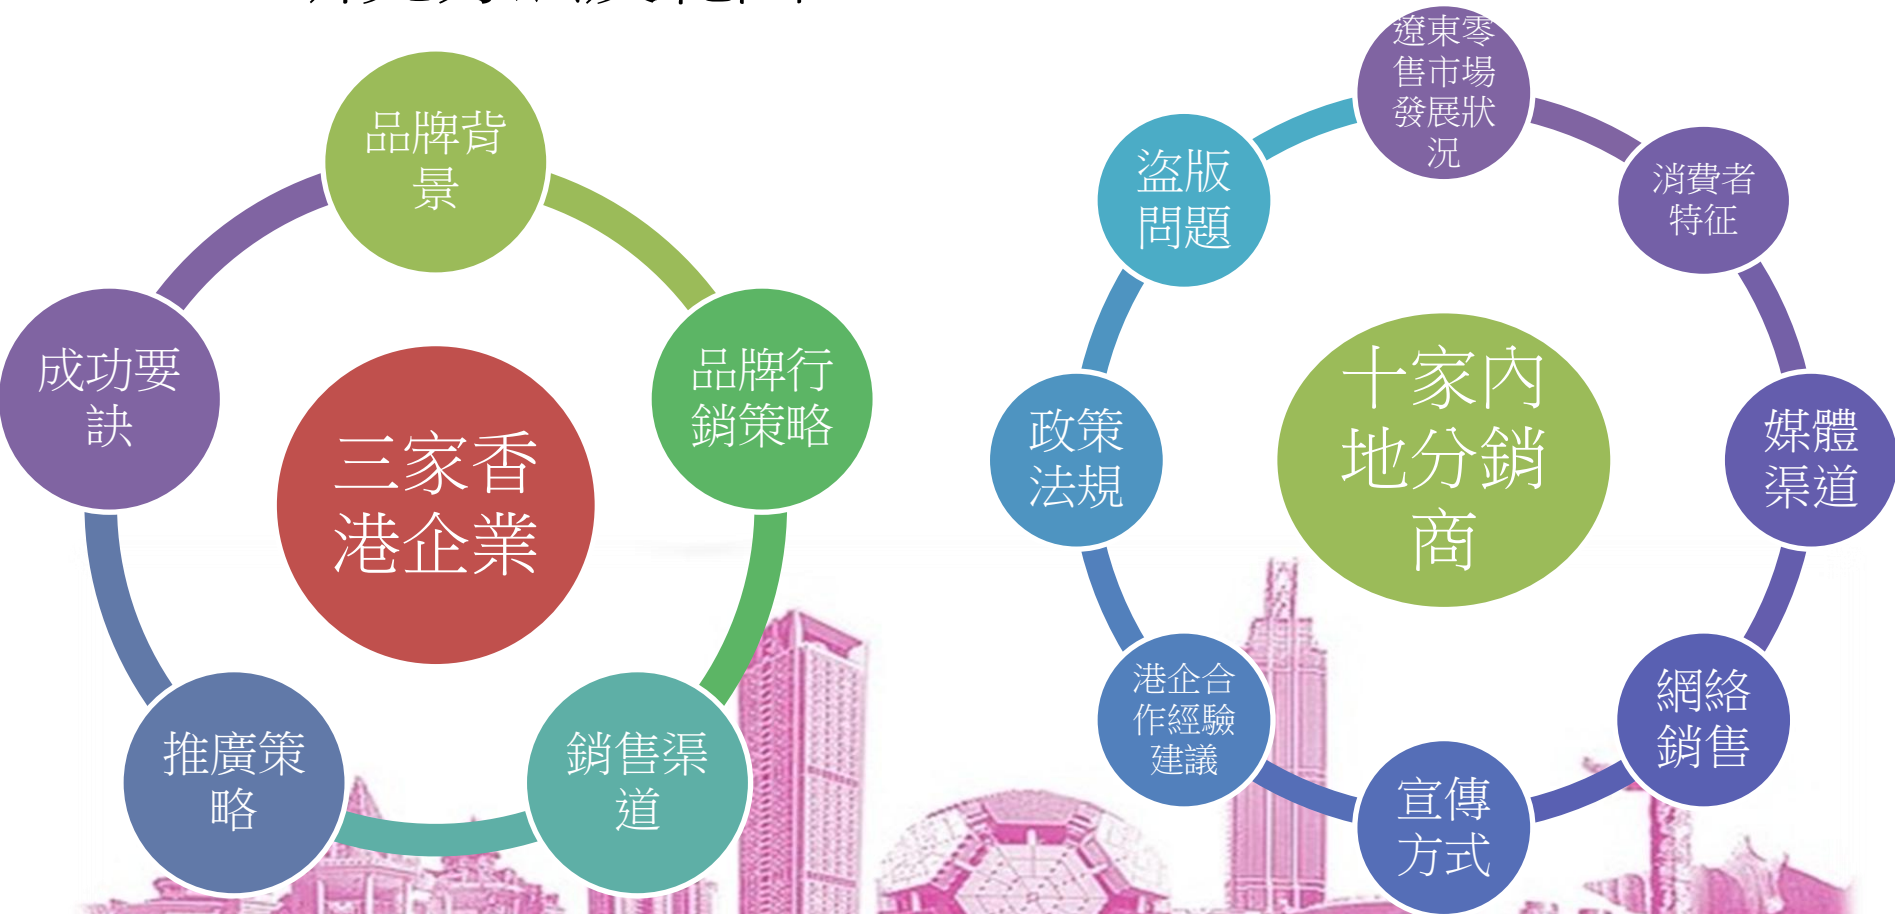 品牌背
景
品牌行
銷策略
銷售渠
道
推廣策
略
成功要
訣
三家香
港企業
遼東零
售市場
發展狀
況
消費者
特征
媒體
渠道
網絡
銷售
宣傳
方式
港企合
作經驗
建議
政策
法規
盜版
問題
十家內
地分銷
商